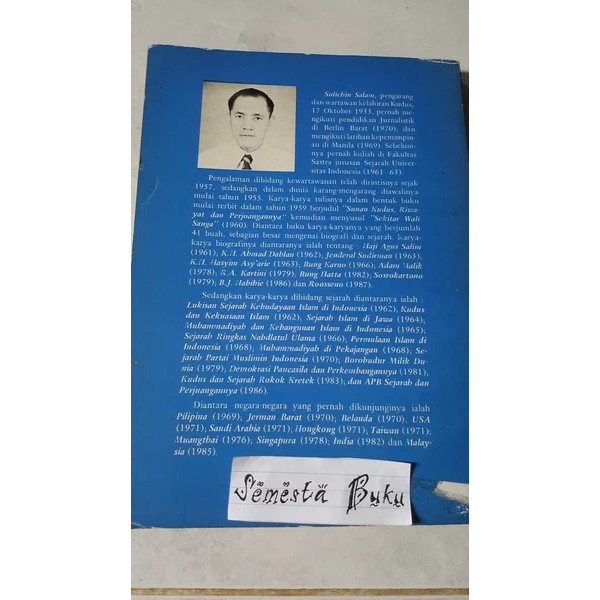 Solichin Salam, pengarang
dan wartawan kelahiran Kudus,
17 Oktober 1933, pernah me-
ngikuti pendidikan Jurnalistik
di Berlin Barat (1970), dan
mengikuti latihan kepemimpin-
an di Manila (1969). Sebelum-
nya pernah kuliah di Fakultas
Sastra jurusan Sejarah Univer-
sitas Indonesia (1961 -63).
Pengalaman dibidang kewartawanan telah dirintisnya sejak
1957, sedangkan dalam dunia karang-mengarang diawalinya
mulai tahun 1955. Karya-karya tulisnya dalam bentuk buku
mulai terbit dalam tahun 1959 berjudul "Sunan Kudus, Riwa-
yat dan Perjoangannya" kemudian menyusul "Sekitar Wali
Sanga" (1960). Diantara buku karya-karyanya yang berjumlah
41 buah, sebagian besar mengenai biografi dan sejarah. Karya-
karya biografinya diantaranya ialah tentang : Haji Agus Salim
(1961); K.H. Ahmad Dahlan (1962); Jenderal Sudirman (1963);
K.H. Hasyim Asy'arie (1963); Bung Karno (1966); Adam Malik
(1978); R.A. Kartini (1979); Bung Hatta (1982); Sosrokartono
(1979); B.J. Habibie (1986) dan Roosseno (1987).
Sedangkan karya-karya dibidang sejarah diantaranya ialah :
Lukisan Sejarah Kebudayaan Islam di Indonesia (1962), Kudus
dan Kekuasaan Islam (1962), Sejarah Islam di Jawa (1964);
Muhammadiyah dan Kebangunan Islam di Indonesia (1965);
Sejarah Ringkas Nahdlatul Ulama (1966); Permulaan Islam di
Indonesia (1968); Muhammadiyah di Pekajangan (1968), Se-
jarah Partai Muslimin Indonesia (1970); Borobudur Milik Du-
nia (1979); Demokrasi Pancasila dan Perkembangannya (1981);
Kudus dan Sejarah Rokok Kretek (1983); dan APB Sejarah dan
Perjuangannya (1986).
Diantara negara-negara yang pernah dikunjunginya ialah
Pilipina (1969); Jerman Barat (1970); Belanda (1970), USA
(1971); Saudi Arabia (1971); Hongkong (1971); Taiwan (1971);
Muangthai (1976); Singapura (1978); India (1982) dan Malay-
sia (1985).
Semesta Buku